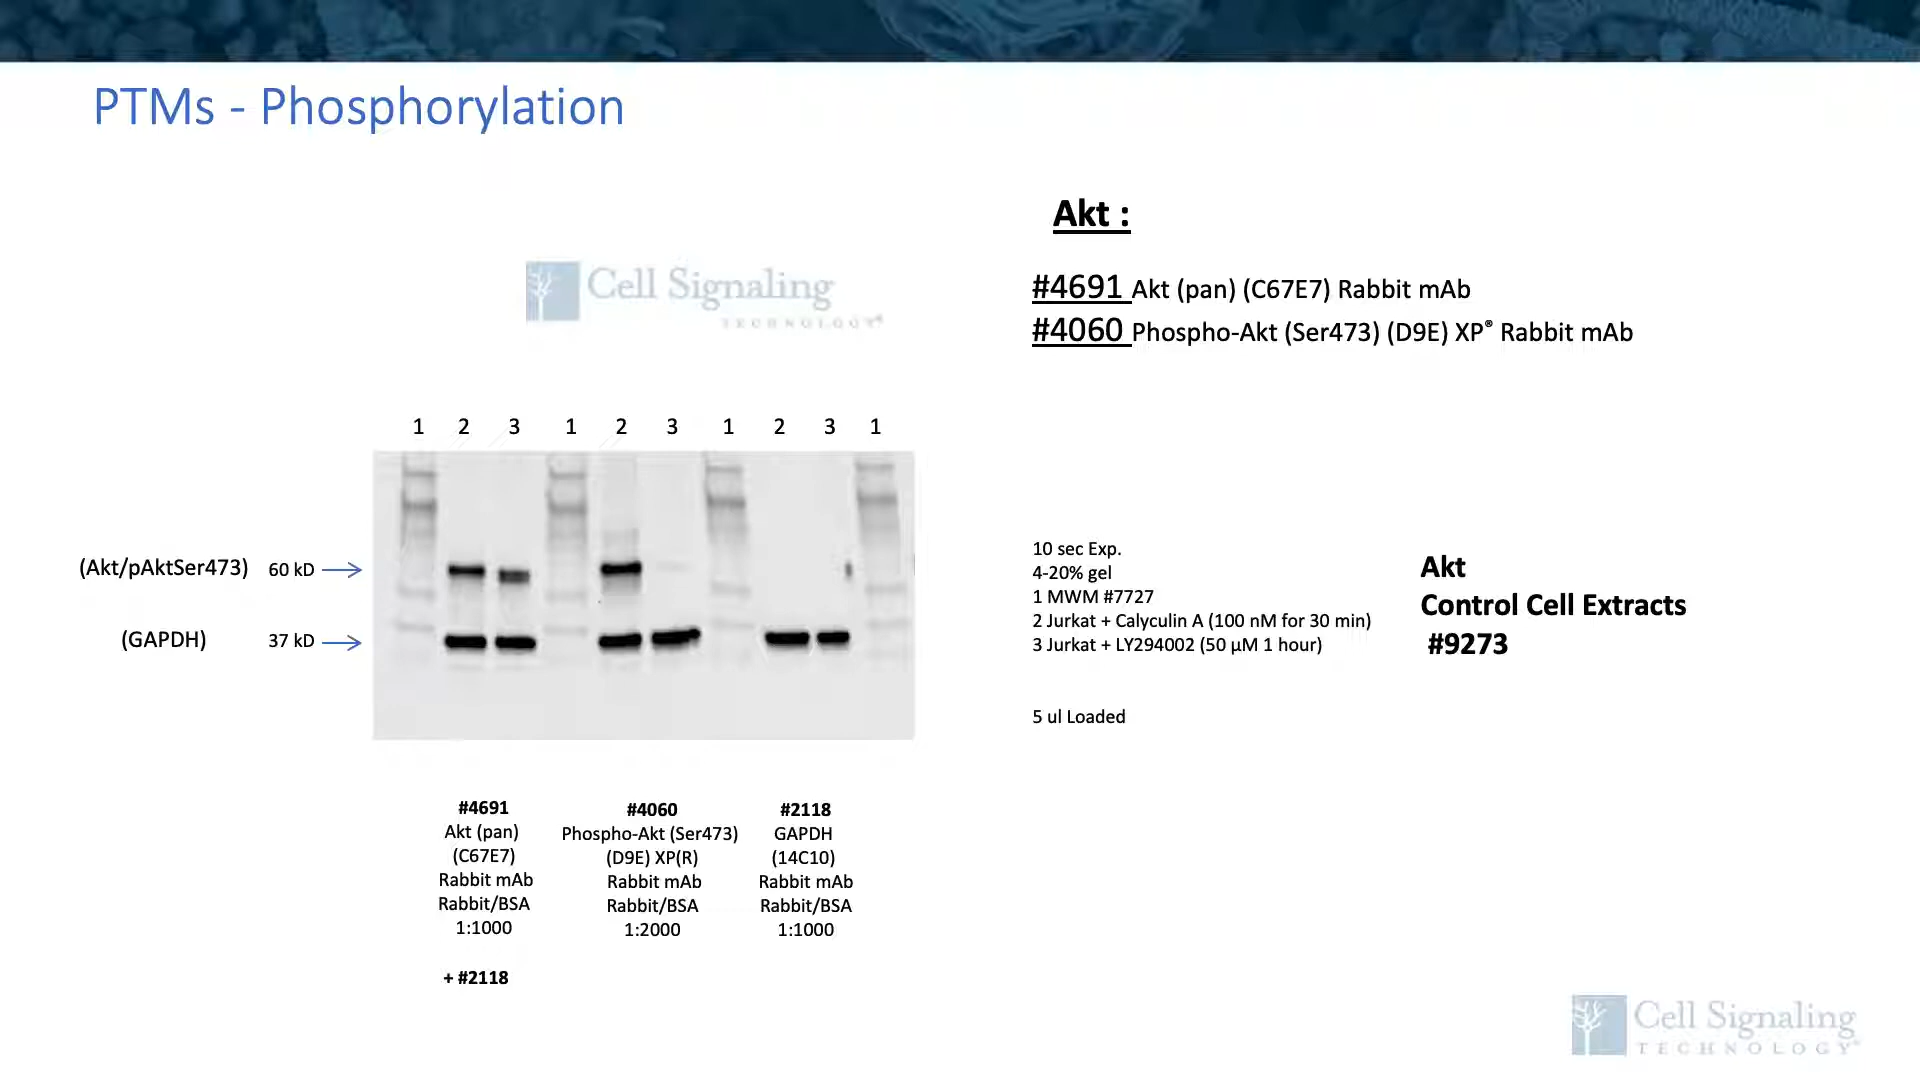 PTMs - Phosphorylation
Akt :
Cell Signaling
TECHNOLOGY®
#4691 Akt (pan) (C67E7) Rabbit mAb
#4060 Phospho-Akt (Ser473) (D9E) XP® Rabbit mAb
1 2 3 1 2 3 1 2 3 1
(Akt/pAktSer473) 60 kD
(GAPDH) 37 kD
10 sec Exp.
4-20% gel
1 MWM #7727
2 Jurkat + Calyculin A (100 nM for 30 min)
3 Jurkat + LY294002 (50 µM 1 hour)
5 ul Loaded
Akt
Control Cell Extracts
#9273
#4691
Akt (pan)
(C67E7)
Rabbit mAb
Rabbit/BSA
1:1000
+ #2118
#4060
Phospho-Akt (Ser473)
(D9E) XP(R)
Rabbit mAb
Rabbit/BSA
1:2000
#2118
GAPDH
(14C10)
Rabbit mAb
Rabbit/BSA
1:1000
Cell Signaling
TECHNOLOGY®